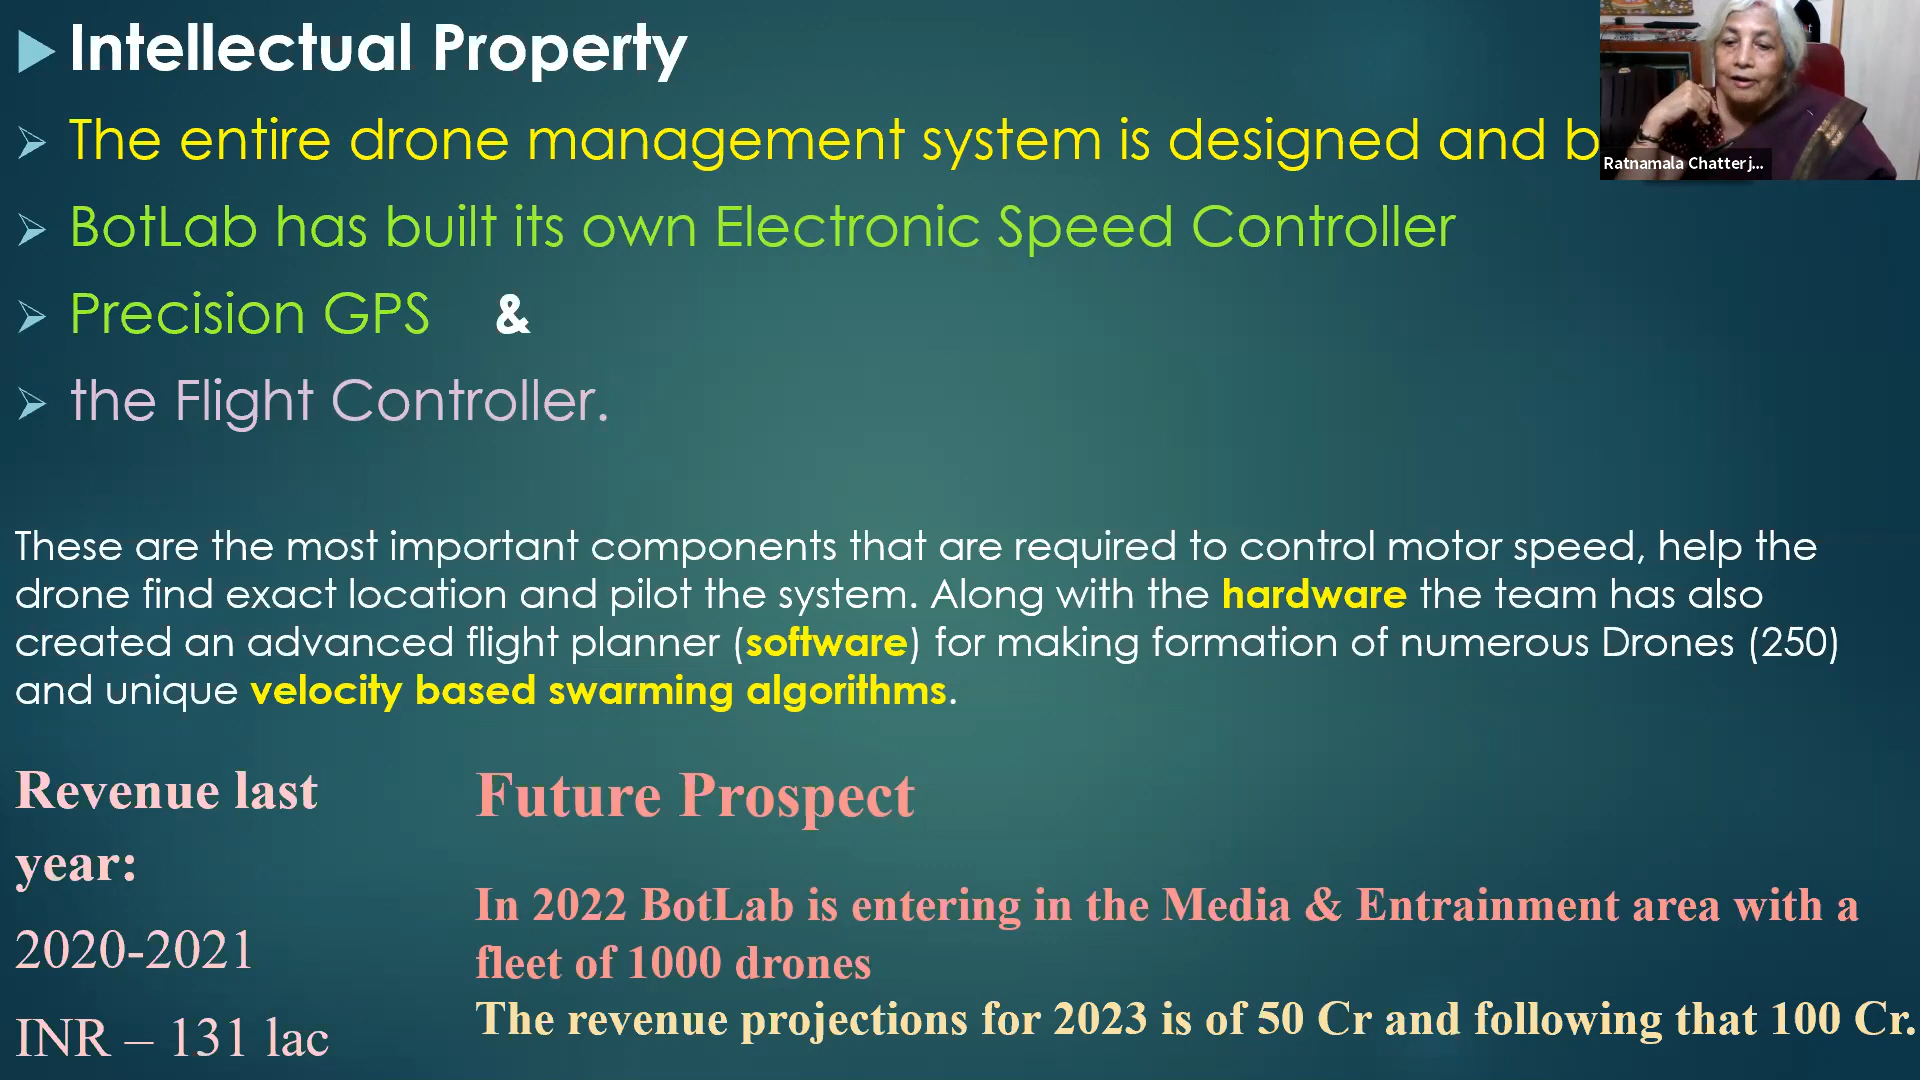 Intellectual Property
The entire drone management system is designed and b
BotLab has built its own Electronic Speed Controller
Precision GPS &
the Flight Controller.
These are the most important components that are required to control motor speed, help the
drone find exact location and pilot the system. Along with the hardware the team has also
created an advanced flight planner (software) for making formation of numerous Drones (250)
and unique velocity based swarming algorithms.
Revenue last
year:
2020-2021
INR – 131 lac
Future Prospect
In 2022 BotLab is entering in the Media & Entrainment area with a
fleet of 1000 drones
The revenue projections for 2023 is of 50 Cr and following that 100 Cr.
Ratnamala Chatterj...